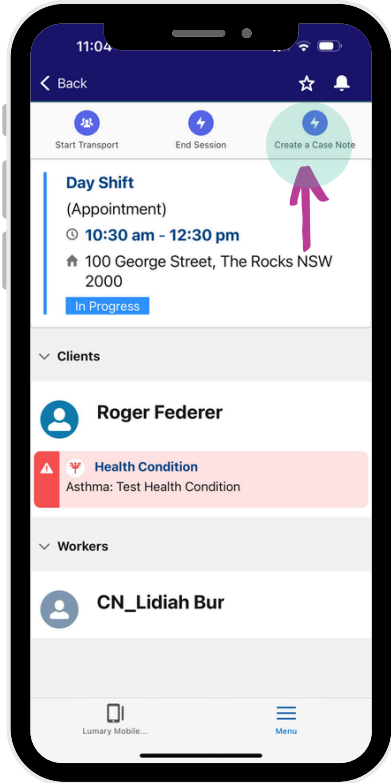 11:04
Back
Start Transport
End Session
Create a Case Note
Day Shift
(Appointment)
10:30 am - 12:30 pm
100 George Street, The Rocks NSW
2000
In Progress
Clients
Roger Federer
Health Condition
Asthma: Test Health Condition
Workers
CN_Lidiah Bur
Lumary Mobile...
Menu